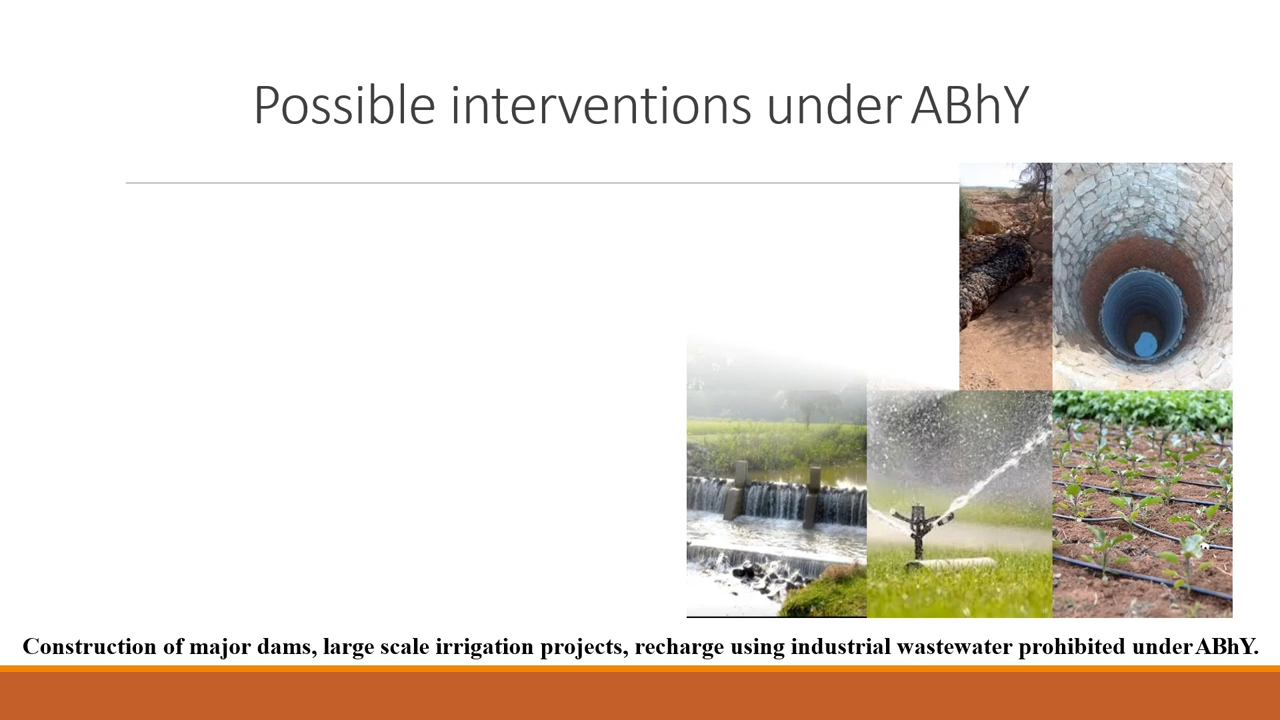 Possible interventions under ABhY
Construction of major dams, large scale irrigation projects, recharge using industrial wastewater prohibited under ABhY.